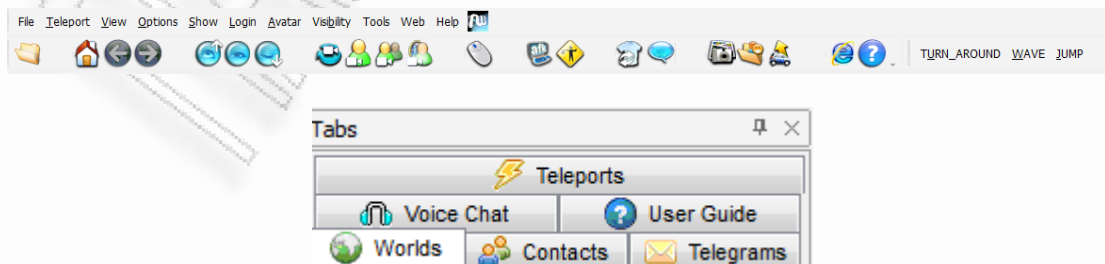 File Teleport View Options Show Login Avatar Visibility Tools Web Help
TURN_AROUND WAVE JUMP
Tabs
Teleports
Voice Chat User Guide
Worlds Contacts Telegrams